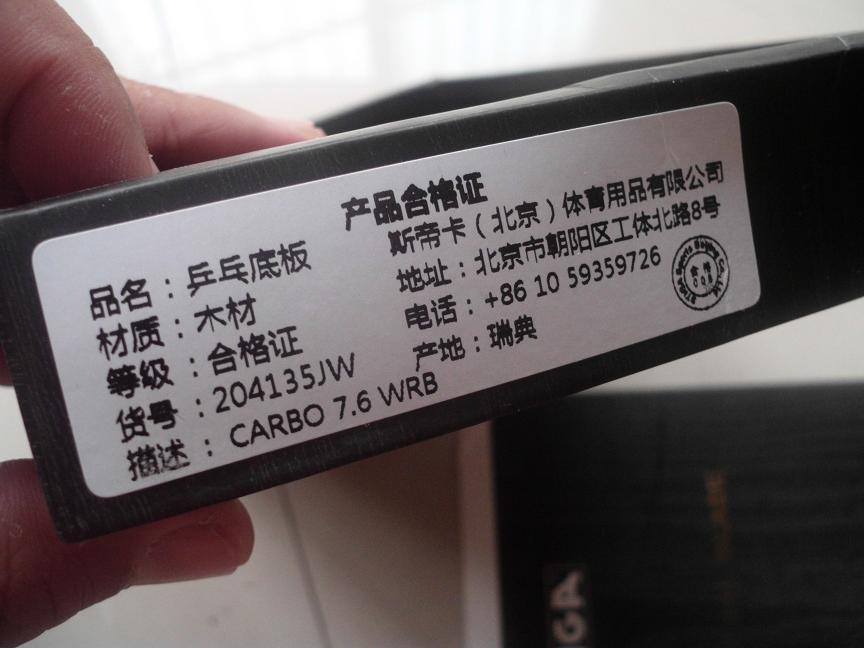 产品合格证
品名：乒乓底板
材质：木材
等级：合格证
货号：204135JW
描述：CARBO 7.6 WRB
斯帝卡（北京）体育用品有限公司
地址：北京市朝阳区工体北路8号
电话：+86 10 59359726
产地：瑞典
合格